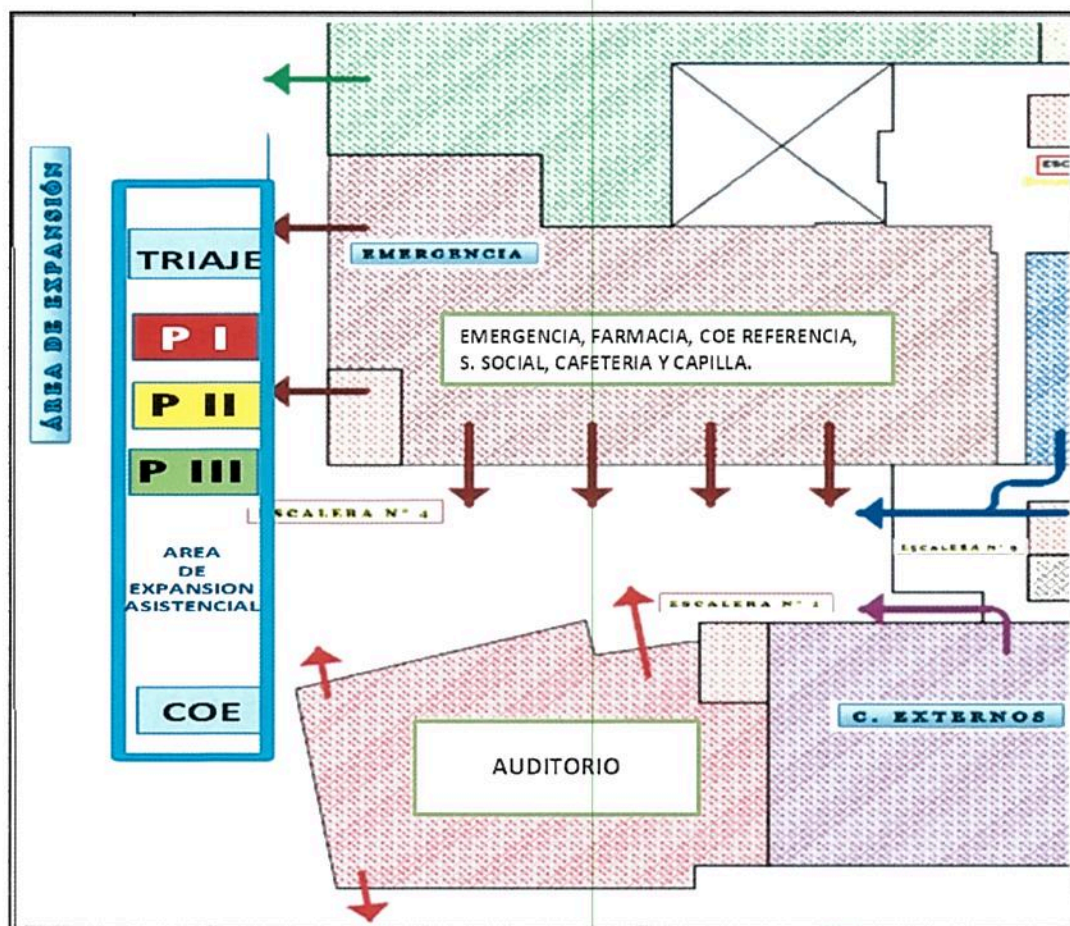 ÁREA DE EXPANSIÓN
TRIAJE
P I
P II
P III
AREA
DE
EXPANSION
ASISTENCIAL
COE
EMERGENCIA
EMERGENCIA, FARMACIA, COE REFERENCIA,
S. SOCIAL, CAFETERIA Y CAPILLA.
ESCALERA N° 4
ESCALERA N°
ESCALERA N°
C. EXTERNOS
AUDITORIO